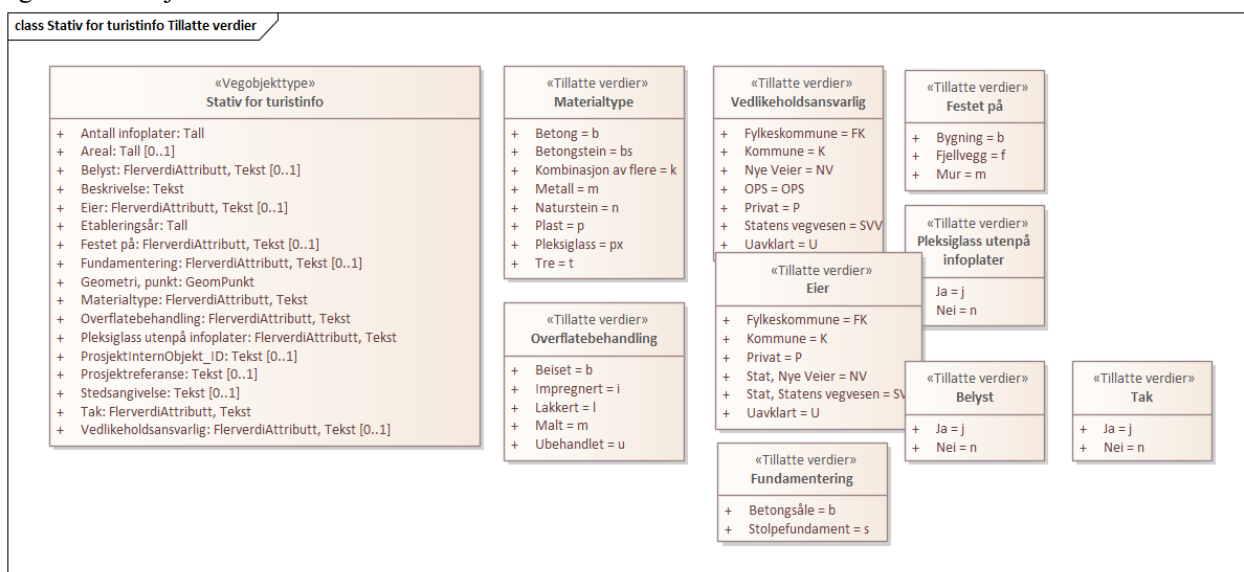 class Stativ for turistinfo Tillatte verdier
«Vegobjekttype»
Stativ for turistinfo
+ Antall infoplater: Tall
+ Areal: Tall [0..1]
+ Belyst: FlerverdiAttributt, Tekst [0..1]
+ Beskrivelse: Tekst
+ Eier: FlerverdiAttributt, Tekst [0..1]
+ Etableringsår: Tall
+ Festet på: FlerverdiAttributt, Tekst [0..1]
+ Fundamentering: FlerverdiAttributt, Tekst [0..1]
+ Geometri, punkt: GeomPunkt
+ Materialtype: FlerverdiAttributt, Tekst
+ Overflatebehandling: FlerverdiAttributt, Tekst
+ Pleksiglass utenpå infoplater: FlerverdiAttributt, Tekst
+ ProsjektInternObjekt_ID: Tekst [0..1]
+ Prosjektreferanse: Tekst [0..1]
+ Stedsangivelse: Tekst [0..1]
+ Tak: FlerverdiAttributt, Tekst
+ Vedlikeholdsansvarlig: FlerverdiAttributt, Tekst [0..1]
«Tillatte verdier»
Materialtype
+ Betong = b
+ Betongstein = bs
+ Kombinasjon av flere = k
+ Metall = m
+ Naturstein = n
+ Plast = p
+ Pleksiglass = px
+ Tre = t
«Tillatte verdier»
Overflatebehandling
+ Beiset = b
+ Impregnert = i
+ Lakkert = l
+ Malt = m
+ Ubehandlet = u
«Tillatte verdier»
Vedlikeholdsansvarlig
+ Fylkeskommune = FK
+ Kommune = K
+ Nye Veier = NV
+ OPS = OPS
+ Privat = P
+ Statens vegvesen = SVV
+ Uavklart = U
«Tillatte verdier»
Eier
+ Fylkeskommune = FK
+ Kommune = K
+ Privat = P
+ Stat, Nye Veier = NV
+ Stat, Statens vegvesen =
+ Uavklart = U
«Tillatte verdier»
Fundamentering
+ Betongsåle = b
+ Stolpefundament = s
«Tillatte verdier»
Festet på
+ Bygning = b
+ Fjellvegg = f
+ Mur = m
«Tillatte verdier»
Pleksiglass utenpå
infoplater
Ja = j
Nei = n
«Tillatte verdier»
Belyst
+ Ja = j
+ Nei = n
«Tillatte verdier»
Tak
+ Ja = j
+ Nei = n